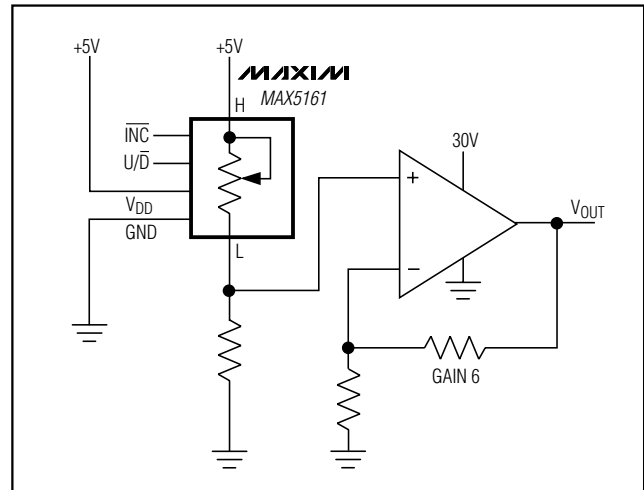 +5V
+5V
MAXIM
MAX5161
H
INC
U/D
VDD
GND
L
30V
+
−
VOUT
GAIN 6